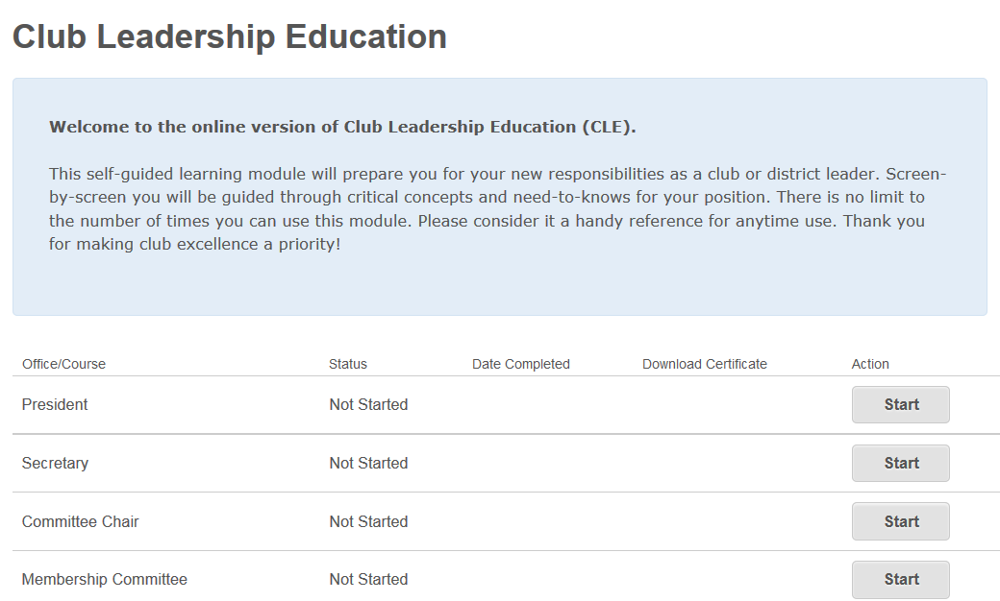 Club Leadership Education
Welcome to the online version of Club Leadership Education (CLE).
This self-guided learning module will prepare you for your new responsibilities as a club or district leader. Screen-
by-screen you will be guided through critical concepts and need-to-knows for your position. There is no limit to
the number of times you can use this module. Please consider it a handy reference for anytime use. Thank you
for making club excellence a priority!
Office/Course Status Date Completed Download Certificate Action
President Not Started Start
Secretary Not Started Start
Committee Chair Not Started Start
Membership Committee Not Started Start